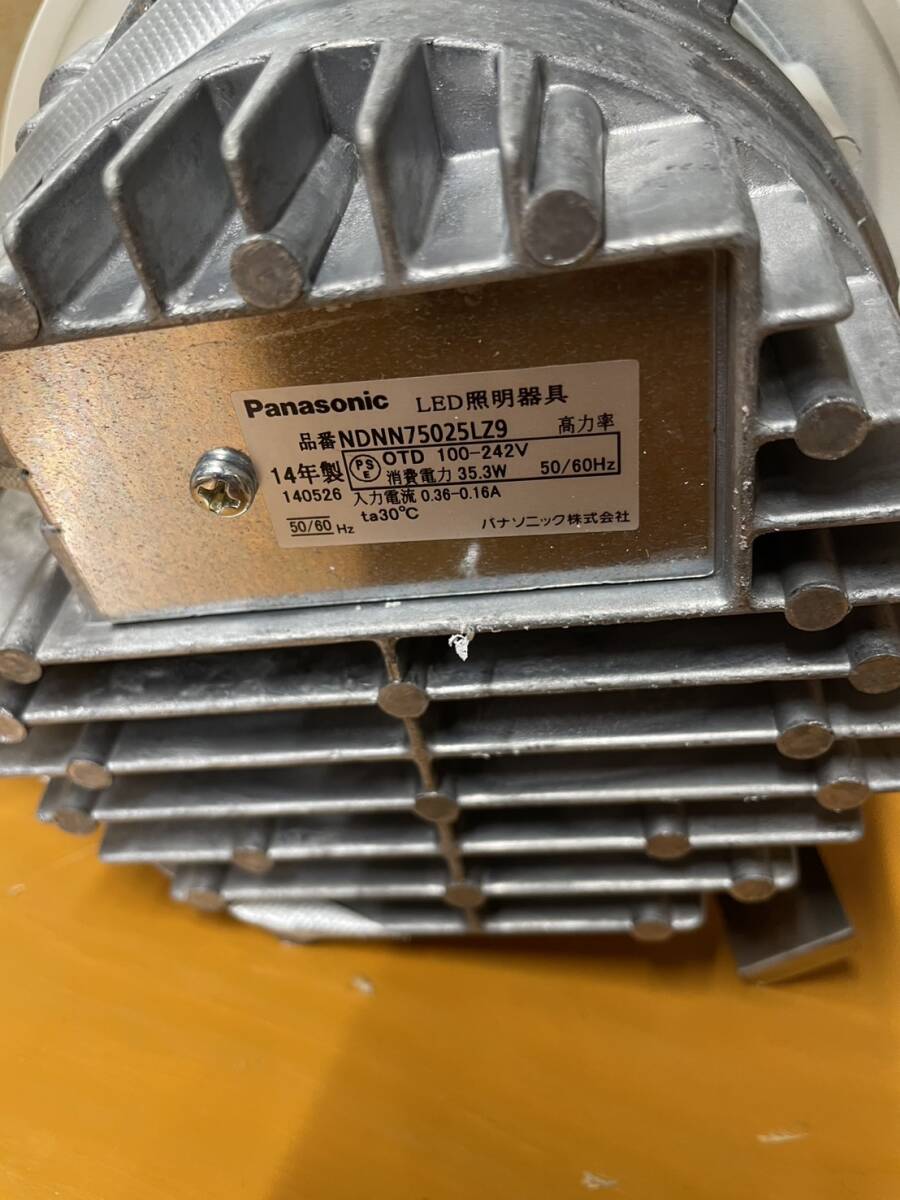 Panasonic LED照明器具
品番NDNN75025LZ9 高力率
14年製 PSE OTD 100-242V
消費電力 35.3W 50/60Hz
140526 入力電流 0.36-0.16A
50/60 Hz ta30℃ パナソニック株式会社